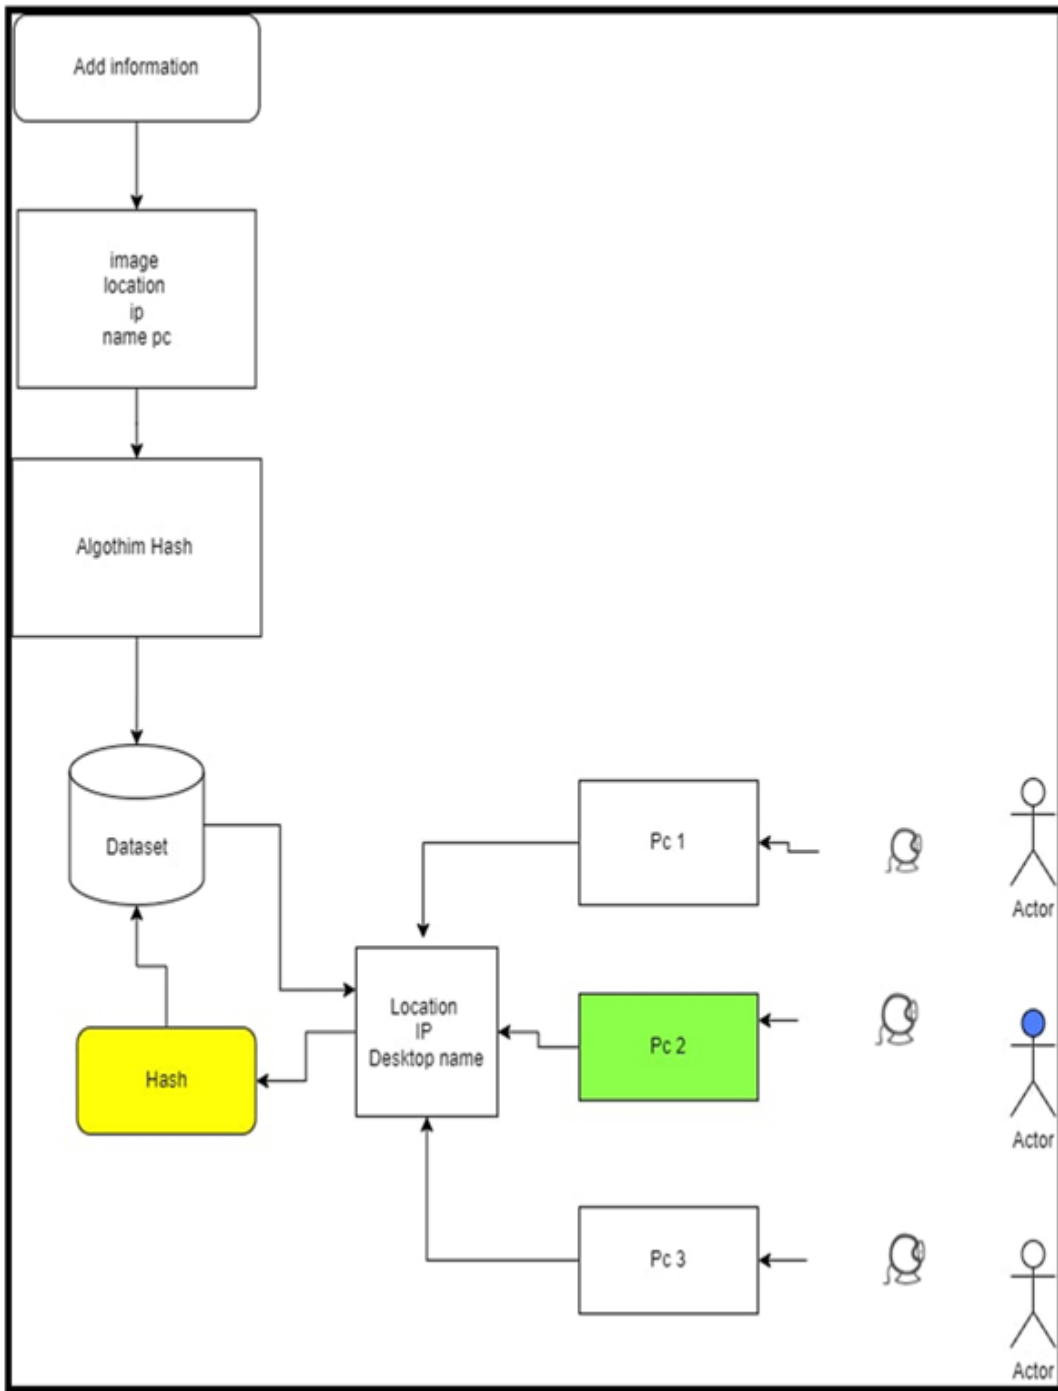 Add information
image
location
ip
name pc
Algothim Hash
Dataset
Pc 1
Actor
Location
IP
Desktop name
Pc 2
Hash
Actor
Pc 3
Actor